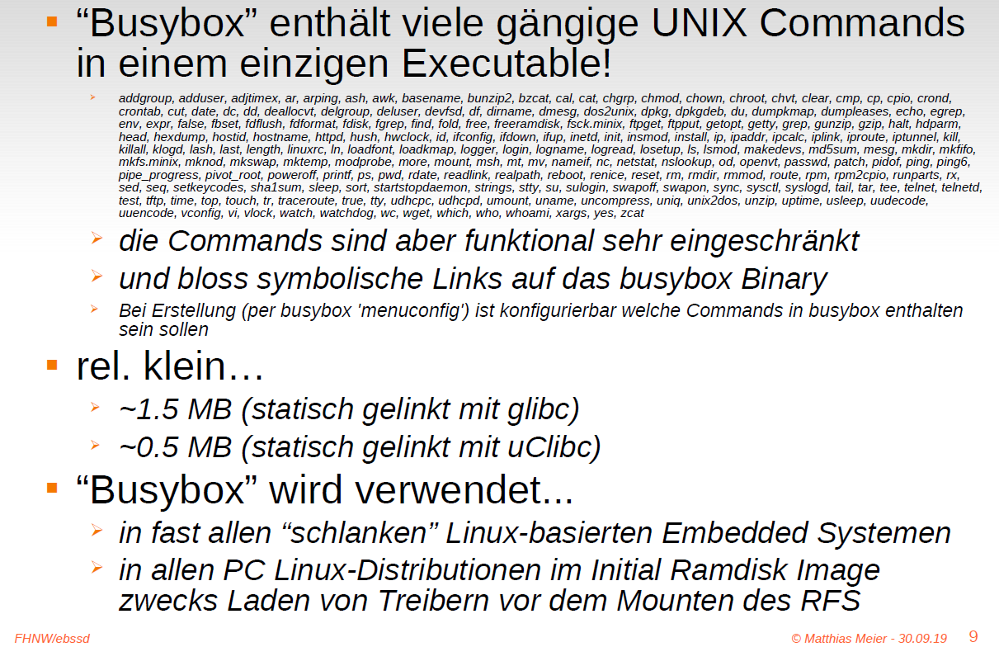 “Busybox” enthält viele gängige UNIX Commands
in einem einzigen Executable!
addgroup, adduser, adjtimex, ar, arping, ash, awk, basename, bunzip2, bzcat, cal, cat, chgrp, chmod, chown, chroot, chvt, clear, cmp, cp, cpio, crond,
crontab, cut, date, dc, dd, deallocvt, delgroup, deluser, devfsd, df, dirname, dmesg, dos2unix, dpkg, dpkgdeb, du, dumpkmap, dumpleases, echo, egrep,
env, expr, false, fbset, fdflush, fdformat, fdisk, fgrep, find, fold, free, freeramdisk, fsck.minix, ftpget, ftpput, getopt, getty, grep, gunzip, gzip, halt, hdparm,
head, hexdump, hostid, hostname, httpd, hush, hwclock, id, ifconfig, ifdown, ifup, inetd, init, insmod, install, ip, ipaddr, ipcalc, iplink, iproute, iptunnel, kill,
killall, klogd, lash, last, length, linuxrc, ln, loadfont, loadkmap, logger, login, logname, logread, losetup, ls, lsmod, makedevs, md5sum, mesg, mkdir, mkfifo,
mkfs.minix, mknod, mkswap, mktemp, modprobe, more, mount, msh, mt, mv, nameif, nc, netstat, nslookup, od, openvt, passwd, patch, pidof, ping, ping6,
pipe_progress, pivot_root, poweroff, printf, ps, pwd, rdate, readlink, realpath, reboot, renice, reset, rm, rmdir, rmmod, route, rpm, rpm2cpio, runparts, rx,
sed, seq, setkeycodes, sha1sum, sleep, sort, startstopdaemon, strings, stty, su, sulogin, swapoff, swapon, sync, sysctl, syslogd, tail, tar, tee, telnet, telnetd,
test, tftp, time, top, touch, tr, traceroute, true, tty, udhcpc, udhcpd, umount, uname, uncompress, uniq, unix2dos, unzip, uptime, usleep, uudecode,
uuencode, vconfig, vi, vlock, watch, watchdog, wc, wget, which, who, whoami, xargs, yes, zcat
die Commands sind aber funktional sehr eingeschränkt
und bloss symbolische Links auf das busybox Binary
Bei Erstellung (per busybox 'menuconfig') ist konfigurierbar welche Commands in busybox enthalten
sein sollen
rel. klein…
~1.5 MB (statisch gelinkt mit glibc)
~0.5 MB (statisch gelinkt mit uClibc)
“Busybox” wird verwendet...
in fast allen “schlanken” Linux-basierten Embedded Systemen
in allen PC Linux-Distributionen im Initial Ramdisk Image
zwecks Laden von Treibern vor dem Mounten des RFS
FHNW/ebssd
© Matthias Meier - 30.09.19
9